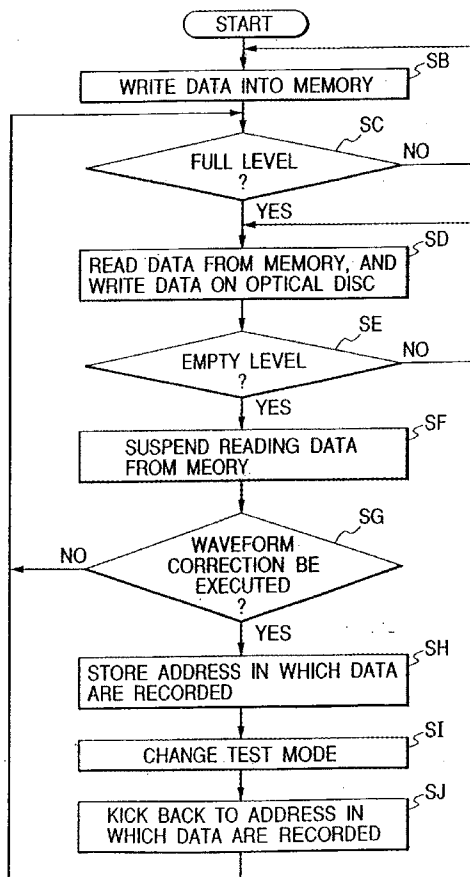 START
SB
WRITE DATA INTO MEMORY
SC
FULL LEVEL
?
NO
YES
SD
READ DATA FROM MEMORY, AND
WRITE DATA ON OPTICAL DISC
SE
EMPTY LEVEL
?
NO
YES
SF
SUSPEND READING DATA
FROM MEORY
SG
WAVEFORM
CORRECTION BE
EXECUTED
?
NO
YES
SH
STORE ADDRESS IN WHICH DATA
ARE RECORDED
SI
CHANGE TEST MODE
SJ
KICK BACK TO ADDRESS IN
WHICH DATA ARE RECORDED